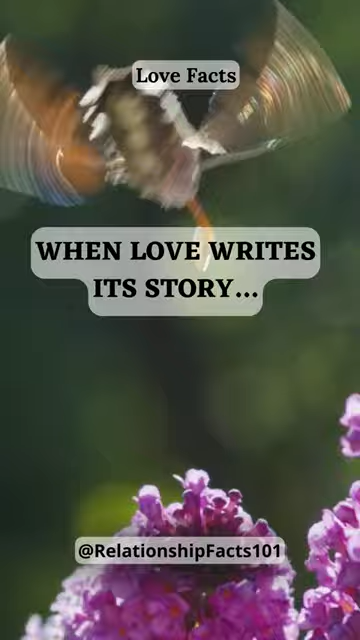 Love Facts
WHEN LOVE WRITES
ITS STORY...
@RelationshipFacts101